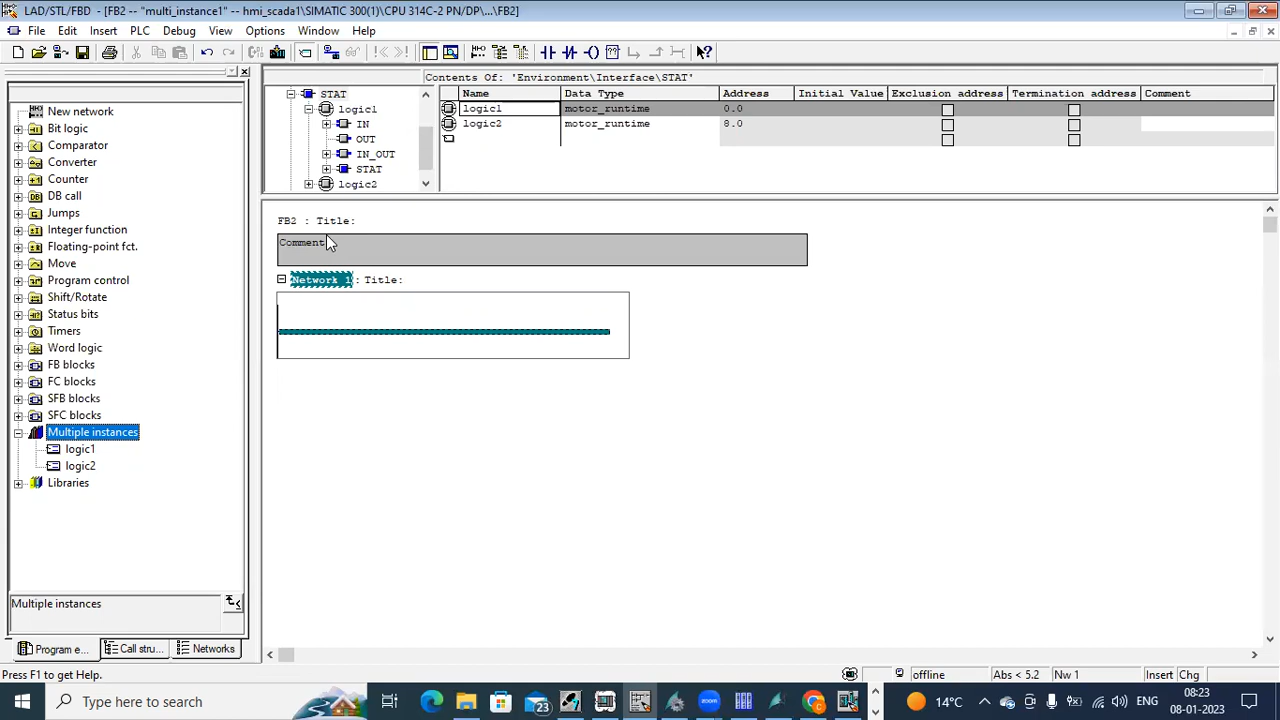 LAD/STL/FBD - [FB2 -- "multi_instance1" -- hmi_scada1\SIMATIC 300(1)\CPU 314C-2 PN/DP\...\FB2]
File Edit Insert PLC Debug View Options Window Help
Contents Of: 'Environment\Interface\STAT'
STAT
logic1
IN
OUT
IN_OUT
STAT
logic2
Name Data Type Address Initial Value Exclusion address Termination address Comment
logic1 motor_runtime 0.0
logic2 motor_runtime 8.0
New network
Bit logic
Comparator
Converter
Counter
DB call
Jumps
Integer function
Floating-point fct.
Move
Program control
Shift/Rotate
Status bits
Timers
Word logic
FB blocks
FC blocks
SFB blocks
SFC blocks
Multiple instances
logic1
logic2
Libraries
Multiple instances
Program e... Call stru... Networks
FB2 : Title:
Comment
Network 1: Title:
Press F1 to get Help.
offline Abs < 5.2 Nw 1 Insert Chg
Type here to search
23
14°C
ENG
08:23
08-01-2023